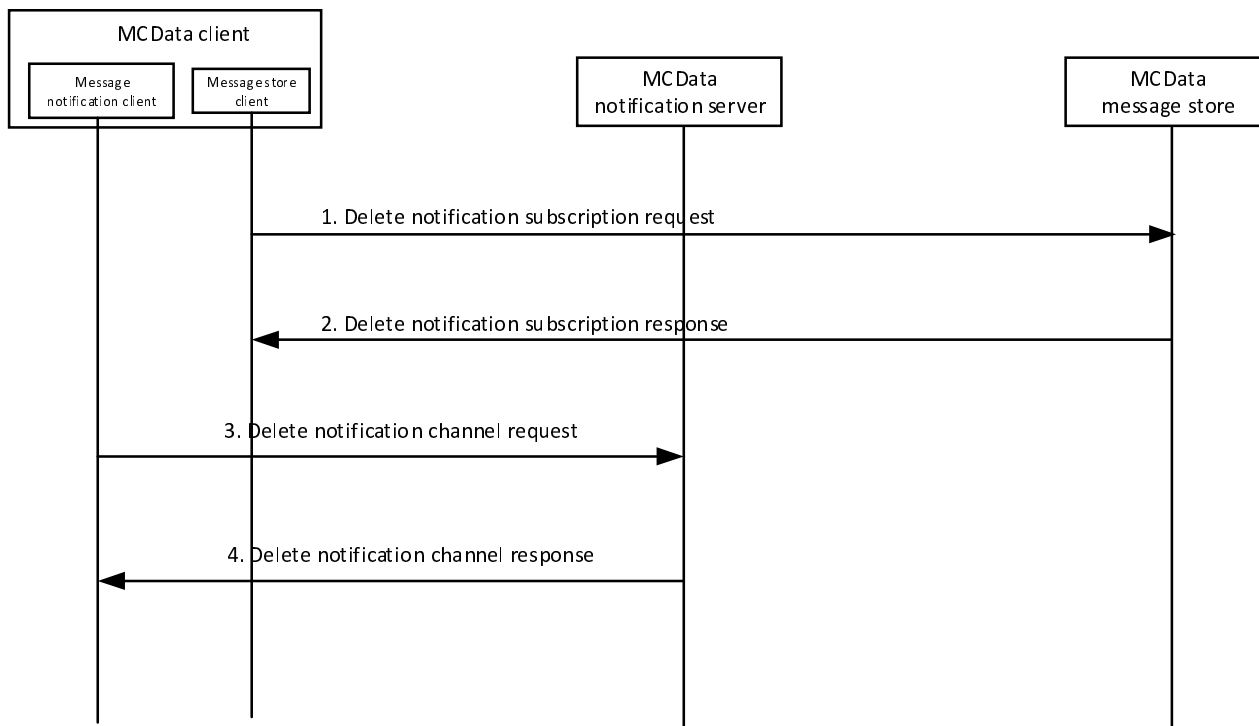 MCData client
Message
notification client
Message store
client
MCData
notification server
MCData
message store
1. Delete notification subscription request
2. Delete notification subscription response
3. Delete notification channel request
4. Delete notification channel response